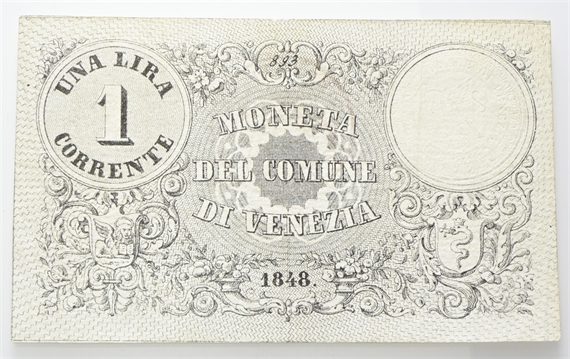 893
UNA LIRA
1
CORRENTE
MONETA
DEL COMUNE
DI VENEZIA
1848.